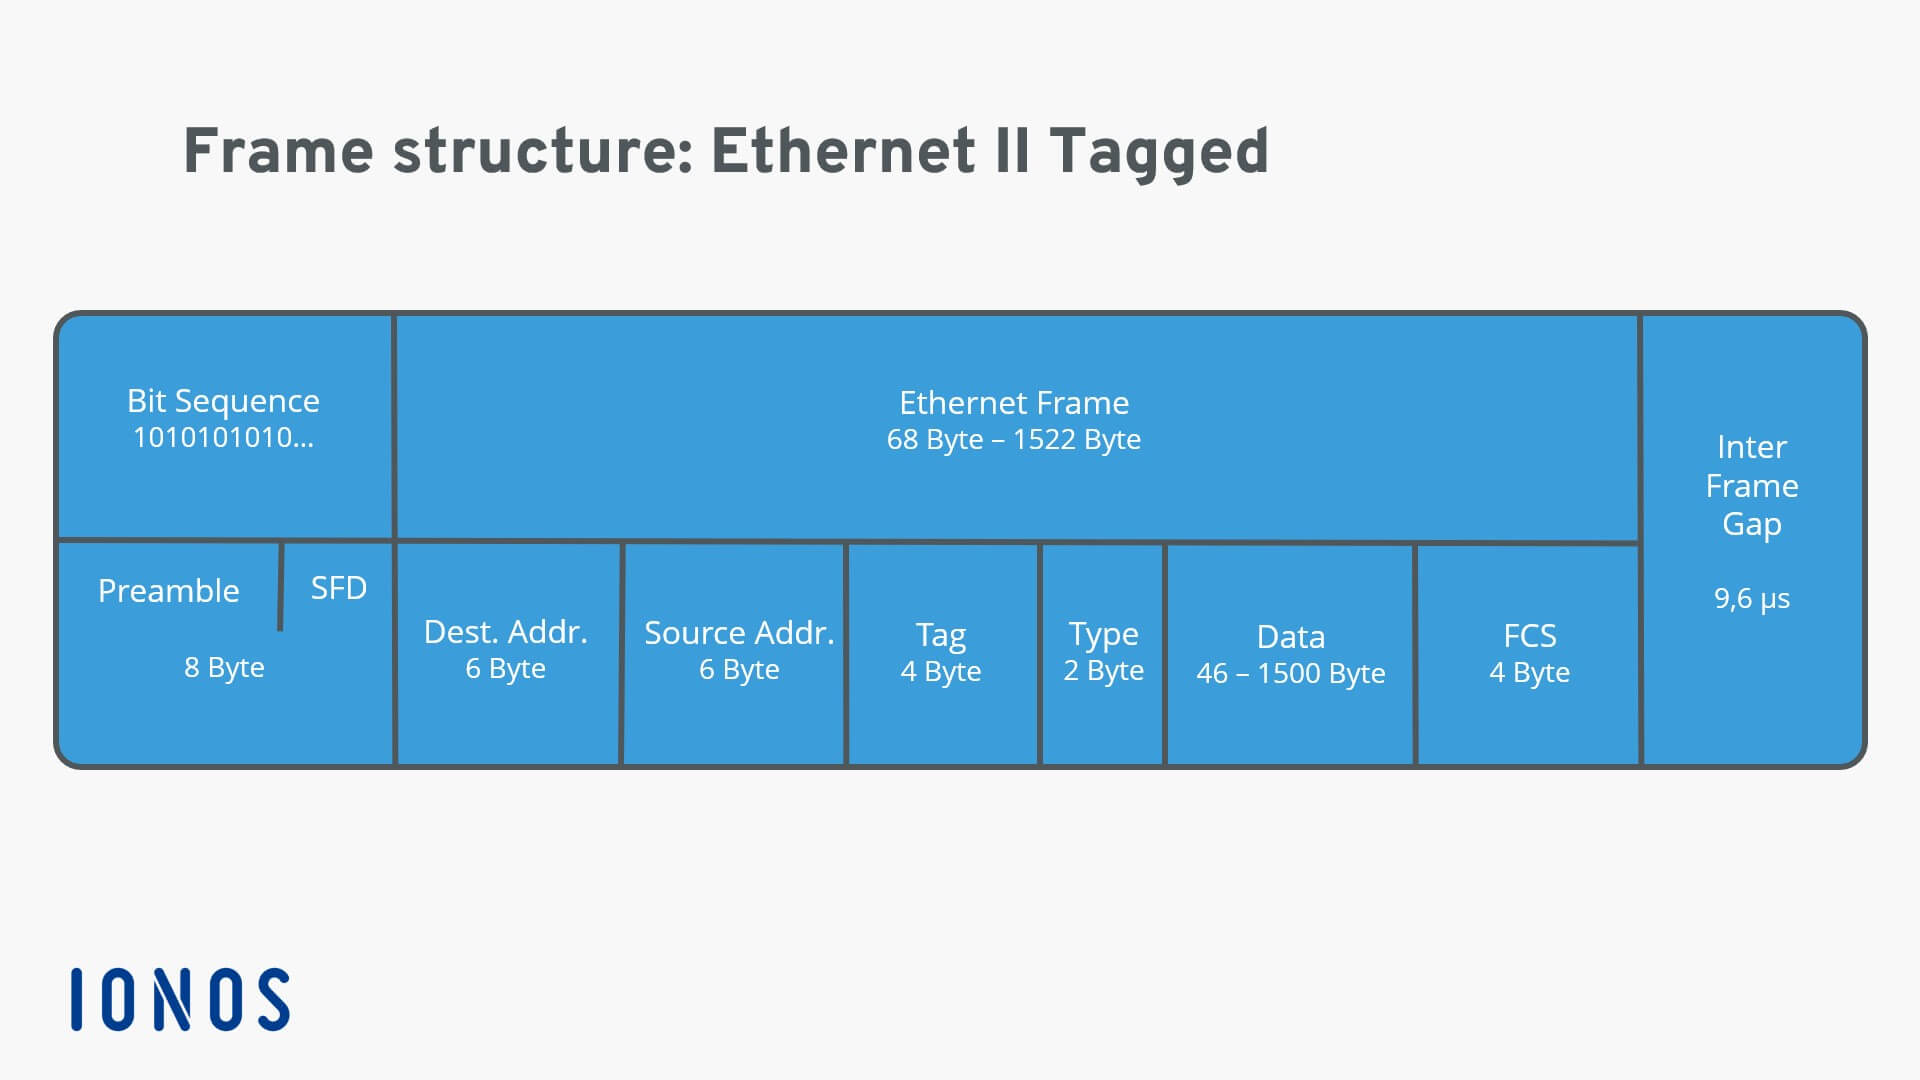 Frame structure: Ethernet II Tagged
Bit Sequence
1010101010...
Ethernet Frame
68 Byte – 1522 Byte
Inter
Frame
Gap
9,6 µs
Preamble
SFD
8 Byte
Dest. Addr.
6 Byte
Source Addr.
6 Byte
Tag
4 Byte
Type
2 Byte
Data
46 – 1500 Byte
FCS
4 Byte
IONOS